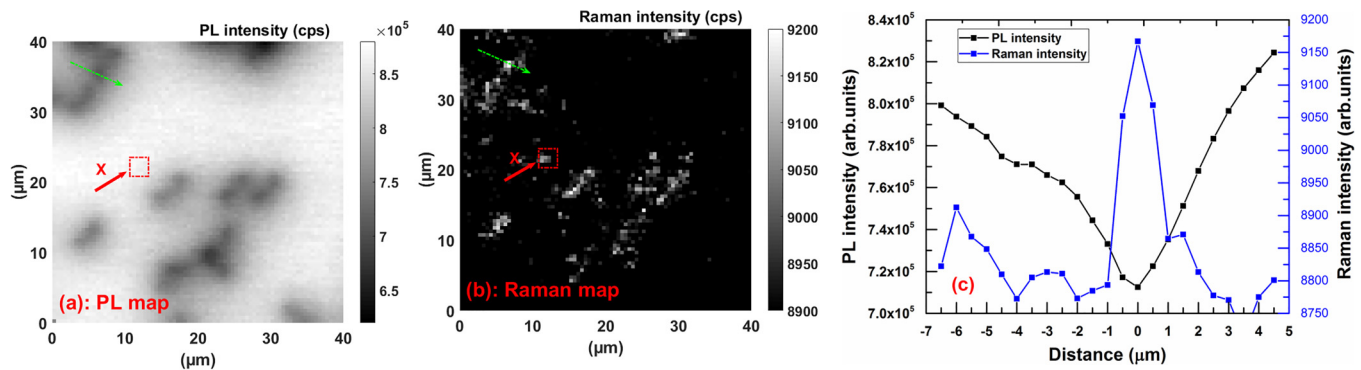 PL intensity (cps)
×10⁵
40
30
20
10
0
0
10
20
30
40
(μm)
(μm)
X
(a): PL map
8.5
8
7.5
7
6.5
Raman intensity (cps)
40
30
20
10
0
0
10
20
30
40
(μm)
(μm)
X
(b): Raman map
9200
9150
9100
9050
9000
8950
8900
PL intensity
Raman intensity
8.4x10⁵
8.2x10⁵
8.0x10⁵
7.8x10⁵
7.6x10⁵
7.4x10⁵
7.2x10⁵
7.0x10⁵
PL intensity (arb.units)
-7 -6 -5 -4 -3 -2 -1 0 1 2 3 4 5
Distance (μm)
(c)
9200
9150
9100
9050
9000
8950
8900
8850
8800
8750
Raman intensity (arb.units)